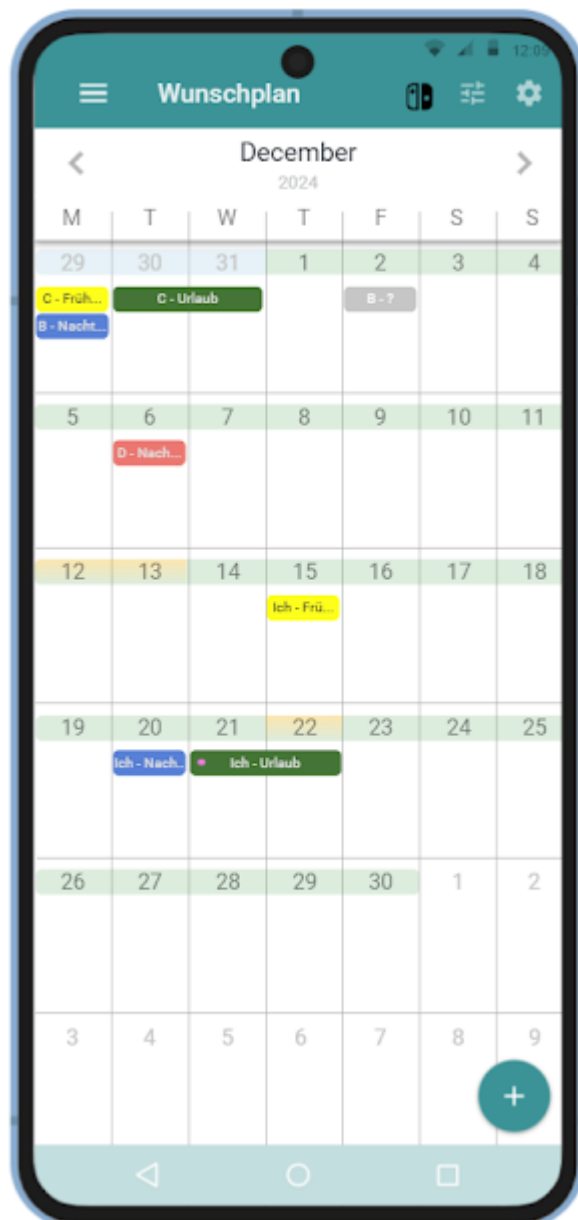 12:09
Wunschplan
December
2024
M T W T F S S
29 30 31 1 2 3 4
C - Früh... C - Urlaub B - ?
B - Nacht...
5 6 7 8 9 10 11
D - Nach...
12 13 14 15 16 17 18
Ich - Frü...
19 20 21 22 23 24 25
Ich - Nach.. Ich - Urlaub
26 27 28 29 30 1 2
3 4 5 6 7 8 9
+